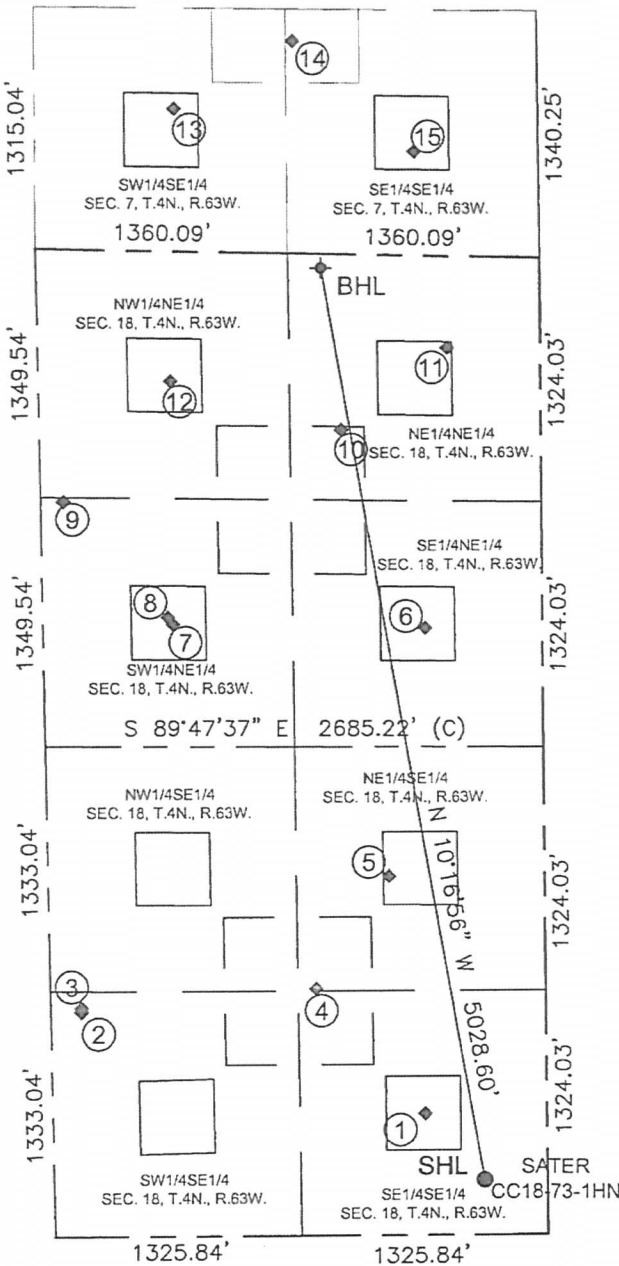 14
13
15
1315.04'
1340.25'
SW1/4SE1/4
SEC. 7, T.4N., R.63W.
SE1/4SE1/4
SEC. 7, T.4N., R.63W.
1360.09'
1360.09'
BHL
NW1/4NE1/4
SEC. 18, T.4N., R.63W.
1349.54'
1324.03'
11
12
10
NE1/4NE1/4
SEC. 18, T.4N., R.63W.
9
SE1/4NE1/4
SEC. 18, T.4N., R.63W.
8
7
6
1349.54'
1324.03'
SW1/4NE1/4
SEC. 18, T.4N., R.63W.
S 89°47'37" E 2685.22' (C)
NW1/4SE1/4
SEC. 18, T.4N., R.63W.
NE1/4SE1/4
SEC. 18, T.4N., R.63W.
N 10°16'56" W 5028.60'
5
1333.04'
1324.03'
3
2
4
1
1333.04'
1324.03'
SHL
SATER
CC18-73-1HN
SW1/4SE1/4
SEC. 18, T.4N., R.63W.
SE1/4SE1/4
SEC. 18, T.4N., R.63W.
1325.84'
1325.84'